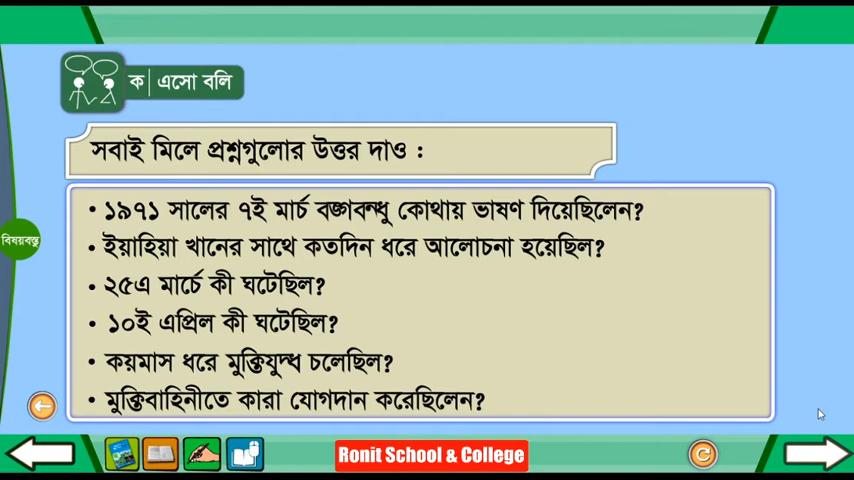 ক | এসো বলি
সবাই মিলে প্রশ্নগুলোর উত্তর দাও :
• ১৯৭১ সালের ৭ই মার্চ বঙ্গবন্ধু কোথায় ভাষণ দিয়েছিলেন?
• ইয়াহিয়া খানের সাথে কতদিন ধরে আলোচনা হয়েছিল?
• ২৫এ মার্চে কী ঘটেছিল?
• ১০ই এপ্রিল কী ঘটেছিল?
• কয়মাস ধরে মুক্তিযুদ্ধ চলেছিল?
• মুক্তিবাহিনীতে কারা যোগদান করেছিলেন?
বিষয়বস্তু
Ronit School & College